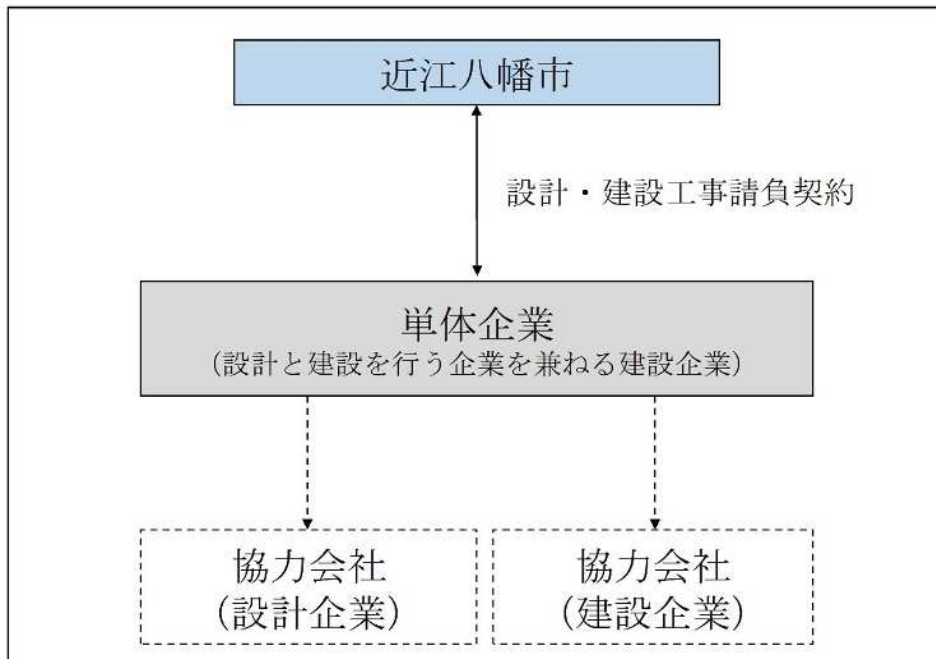 近江八幡市
設計・建設工事請負契約
単体企業
（設計と建設を行う企業を兼ねる建設企業）
協力会社
（設計企業）
協力会社
（建設企業）